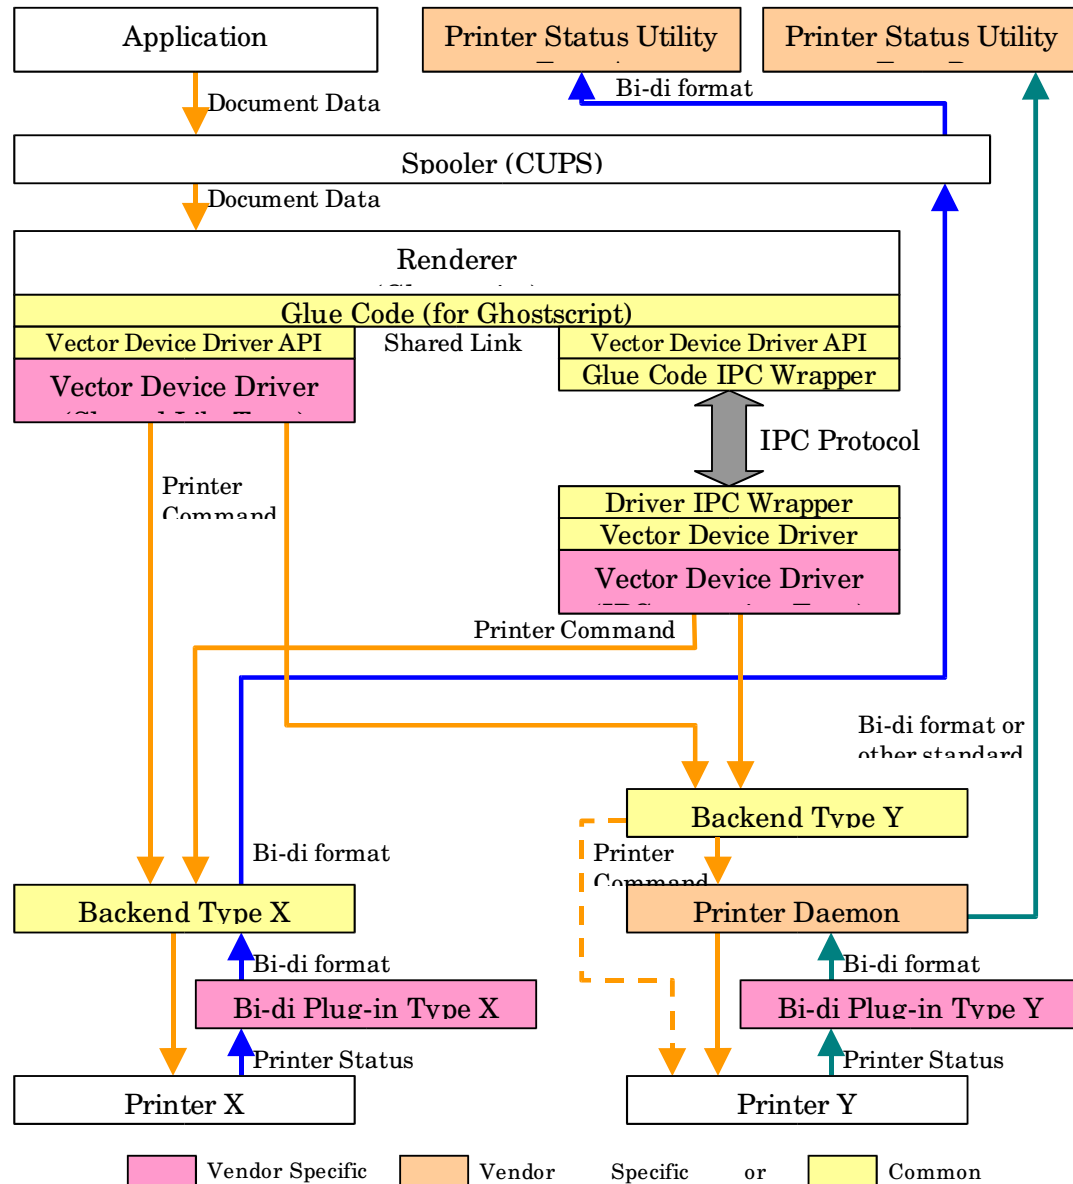 Application
Printer Status Utility
Printer Status Utility
Bi-di format
Document Data
Spooler (CUPS)
Document Data
Renderer
Glue Code (for Ghostscript)
Vector Device Driver API
Shared Link
Vector Device Driver API
Vector Device Driver
Glue Code IPC Wrapper
IPC Protocol
Printer
Command
Driver IPC Wrapper
Vector Device Driver
Vector Device Driver
Printer Command
Bi-di format or
other standard
Backend Type Y
Bi-di format
Printer
Command
Backend Type X
Printer Daemon
Bi-di format
Bi-di format
Bi-di Plug-in Type X
Bi-di Plug-in Type Y
Printer Status
Printer Status
Printer X
Printer Y
Vendor Specific
Vendor Specific or
Common